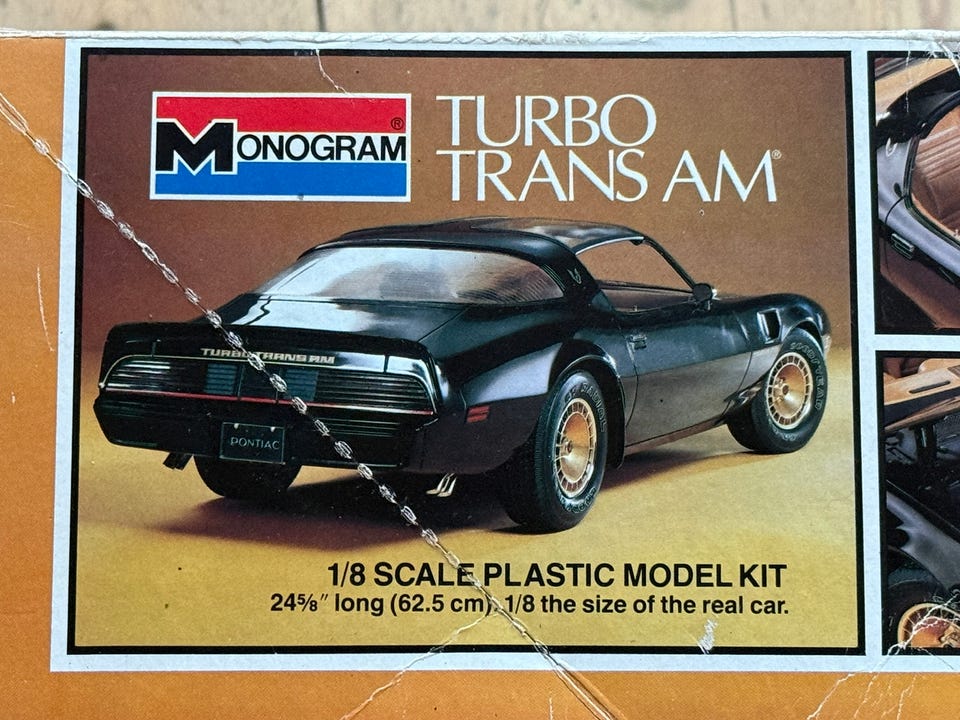 MONOGRAM®
TURBO
TRANS AM®
TURBO TRANS AM
PONTIAC
GOODYEAR
1/8 SCALE PLASTIC MODEL KIT
24⅝″ long (62.5 cm), 1/8 the size of the real car.